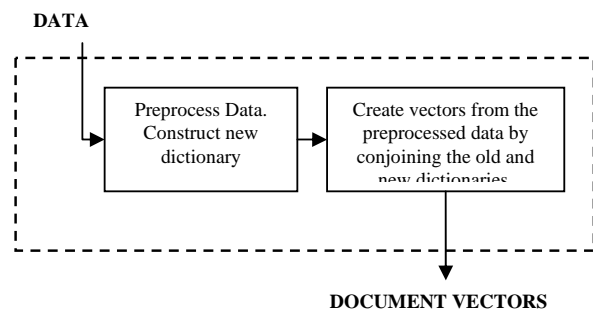 DATA
Preprocess Data.
Construct new
dictionary
Create vectors from the
preprocessed data by
conjoining the old and
new dictionaries
DOCUMENT VECTORS